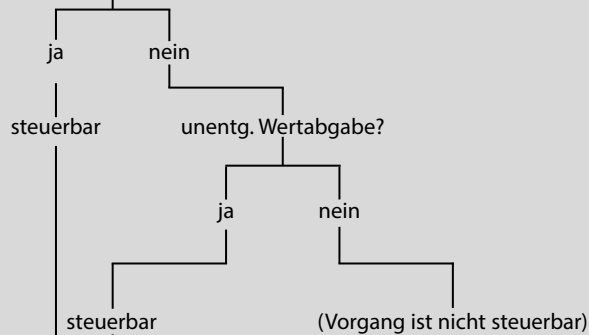 ja nein
steuerbar unentg. Wertabgabe?
ja nein
steuerbar (Vorgang ist nicht steuerbar)